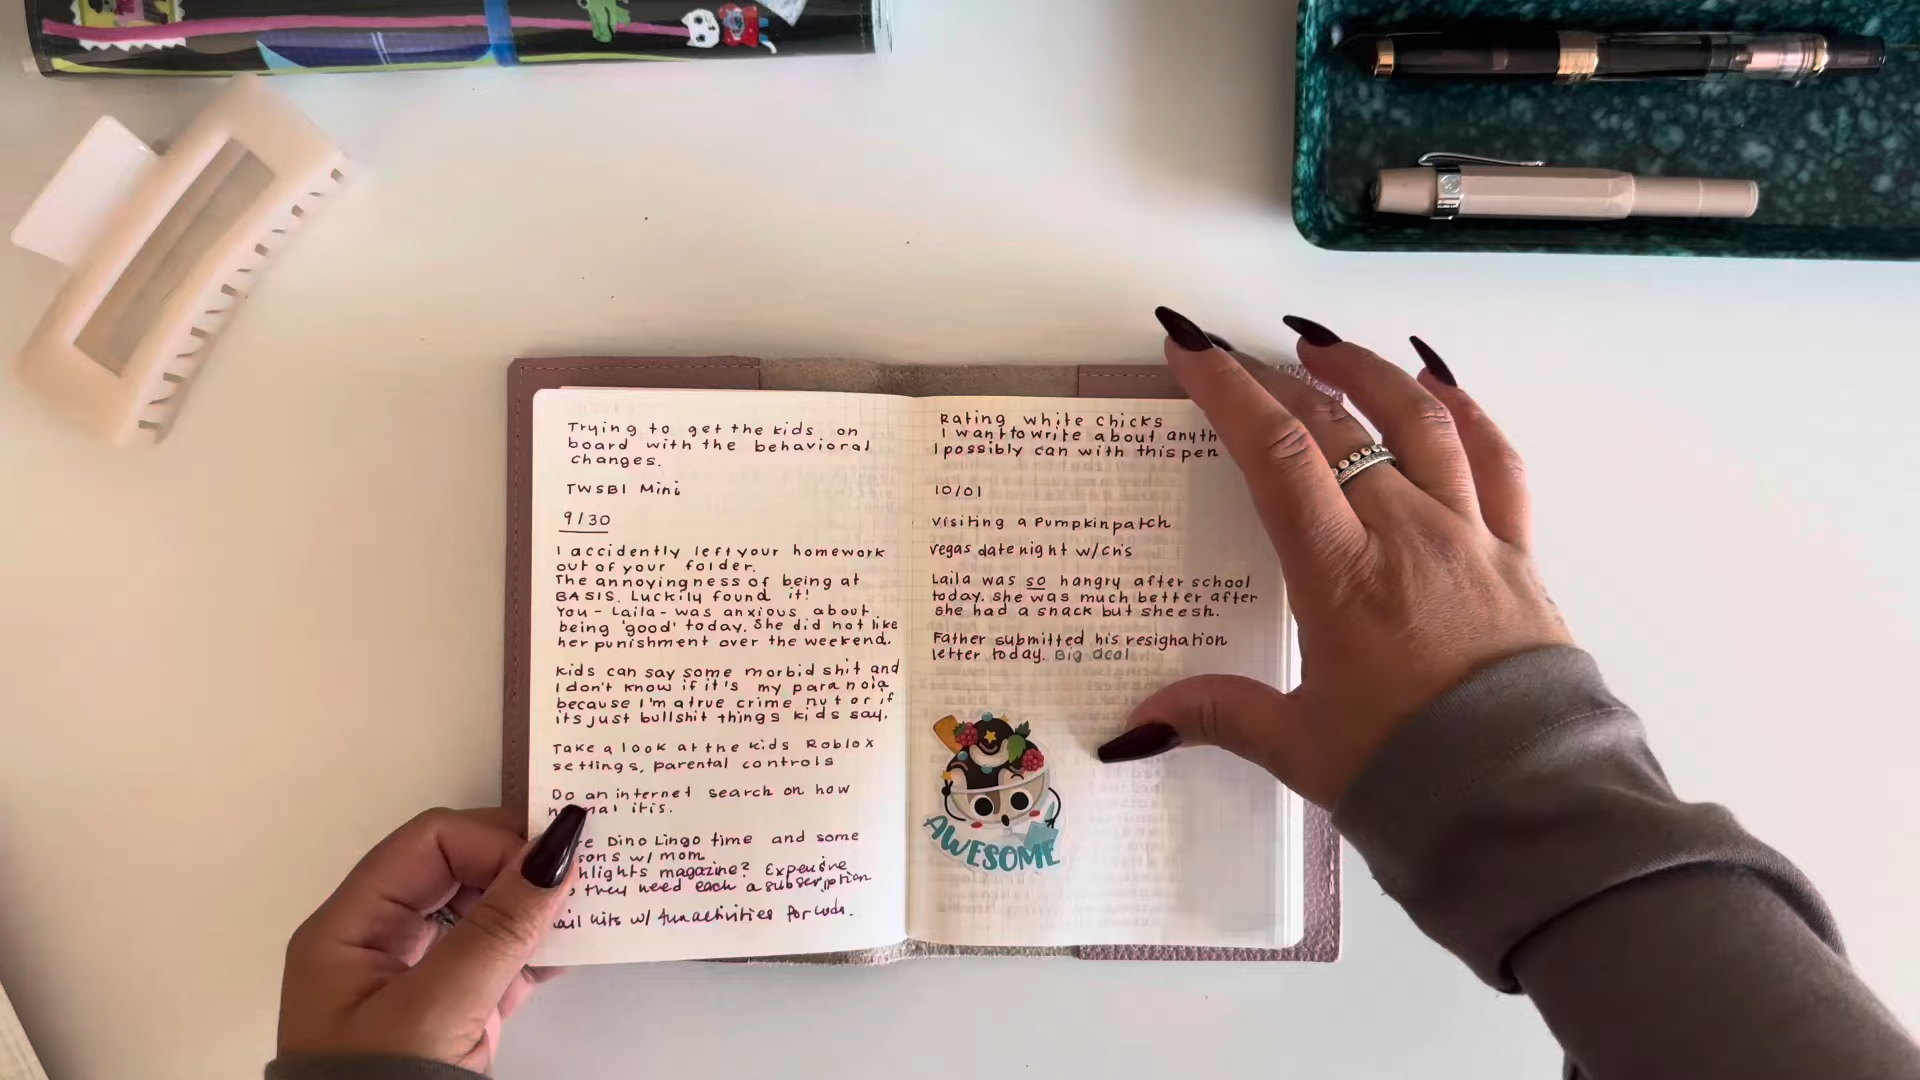 Trying to get the kids on
board with the behavioral
changes.
TWSBI Mini
9/30
I accidently left your homework
out of your folder.
The annoyingness of being at
BASIS. Luckily found it!
You - Laila - was anxious about
being 'good' today. She did not like
her punishment over the weekend.
Kids can say some morbid shit and
I don't know if it's my paranoia
because I'm a true crime nut or if
its just bullshit things kids say.
Take a look at the kids Roblox
settings, parental controls
Do an internet search on how
it is.
Dino Lingo time and some
w/ mom
magazine? Expensive
they need each a subscription
kits w/ fun activities for kids.
Rating white chicks
I want to write about anyth
I possibly can with this pen
10/01
Visiting a Pumpkin patch
Vegas date night w/
Laila was so hangry after school
today. She was much better after
she had a snack but sheesh.
Father submitted his resignation
letter today. Big deal
AWESOME